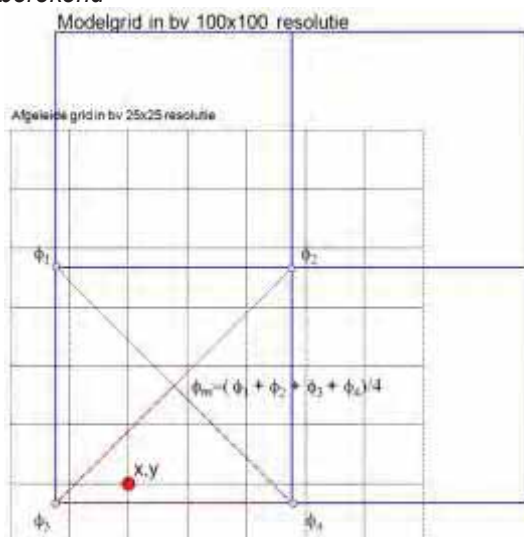 berekend
Modelgrid in bv 100x100 resolutie
Afgeleide grid in bv 25x25 resolutie
ϕ1
ϕ2
ϕm=( ϕ1 + ϕ2 + ϕ3 + ϕ4)/4
x,y
ϕ3
ϕ4